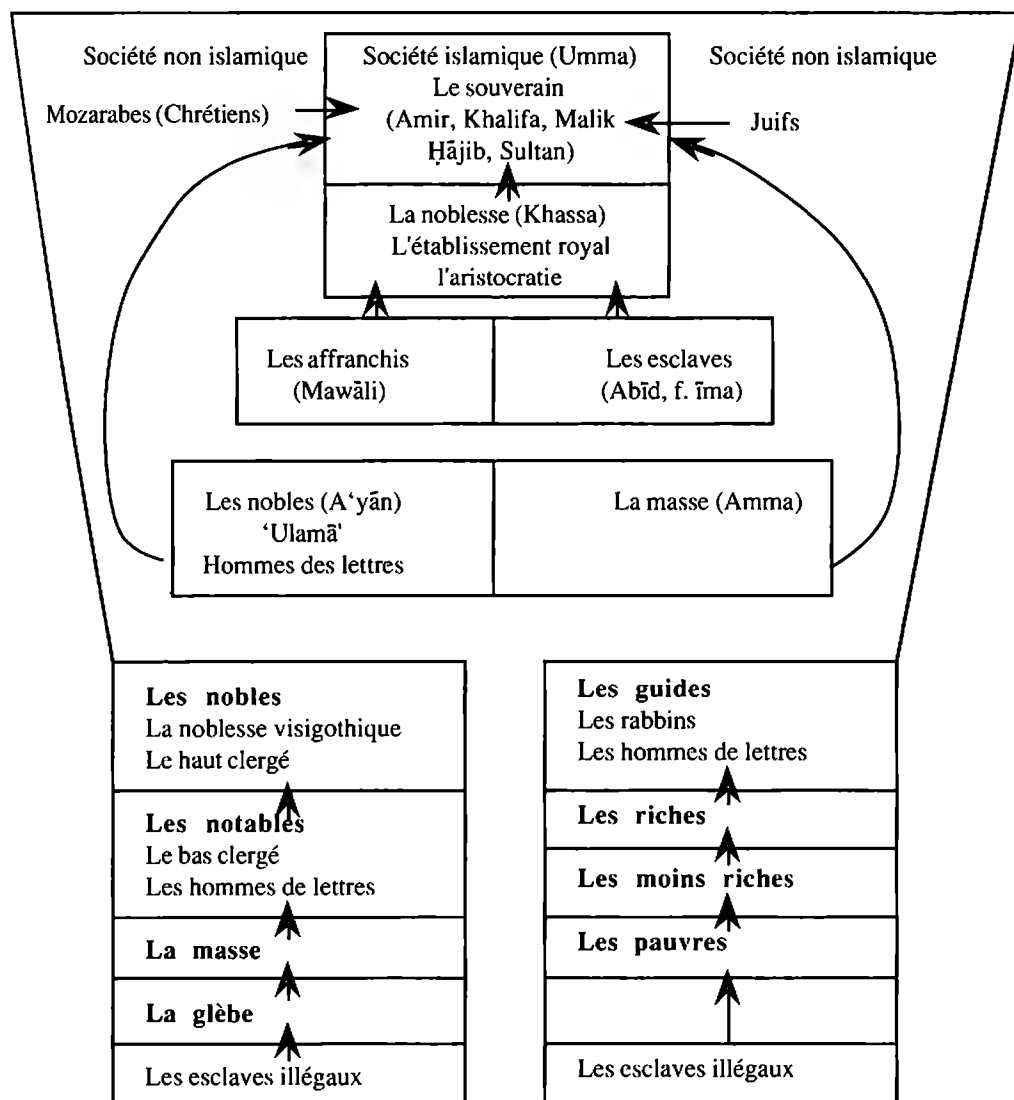 Société non islamique
Société islamique (Umma)
Société non islamique
Le souverain
Mozarabes (Chrétiens)
(Amir, Khalifa, Malik
Juifs
Ḥājib, Sultan)
La noblesse (Khassa)
L'établissement royal
l'aristocratie
Les affranchis
(Mawāli)
Les esclaves
(Abīd, f. īma)
Les nobles (A‘yān)
‘Ulamā'
Hommes des lettres
La masse (Amma)
Les nobles
La noblesse visigothique
Le haut clergé
Les notables
Le bas clergé
Les hommes de lettres
La masse
La glèbe
Les esclaves illégaux
Les guides
Les rabbins
Les hommes de lettres
Les riches
Les moins riches
Les pauvres
Les esclaves illégaux